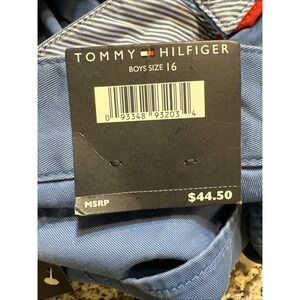 TOMMY HILFIGER
BOYS SIZE 16
0 93348 93203 4
MSRP $44.50